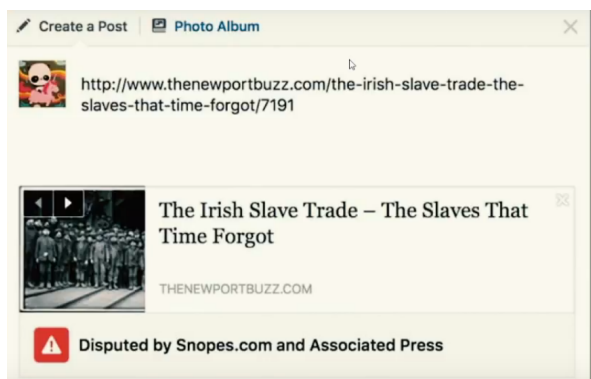 Create a Post Photo Album
http://www.thenewportbuzz.com/the-irish-slave-trade-the-
slaves-that-time-forgot/7191
The Irish Slave Trade – The Slaves That
Time Forgot
THENEWPORTBUZZ.COM
Disputed by Snopes.com and Associated Press